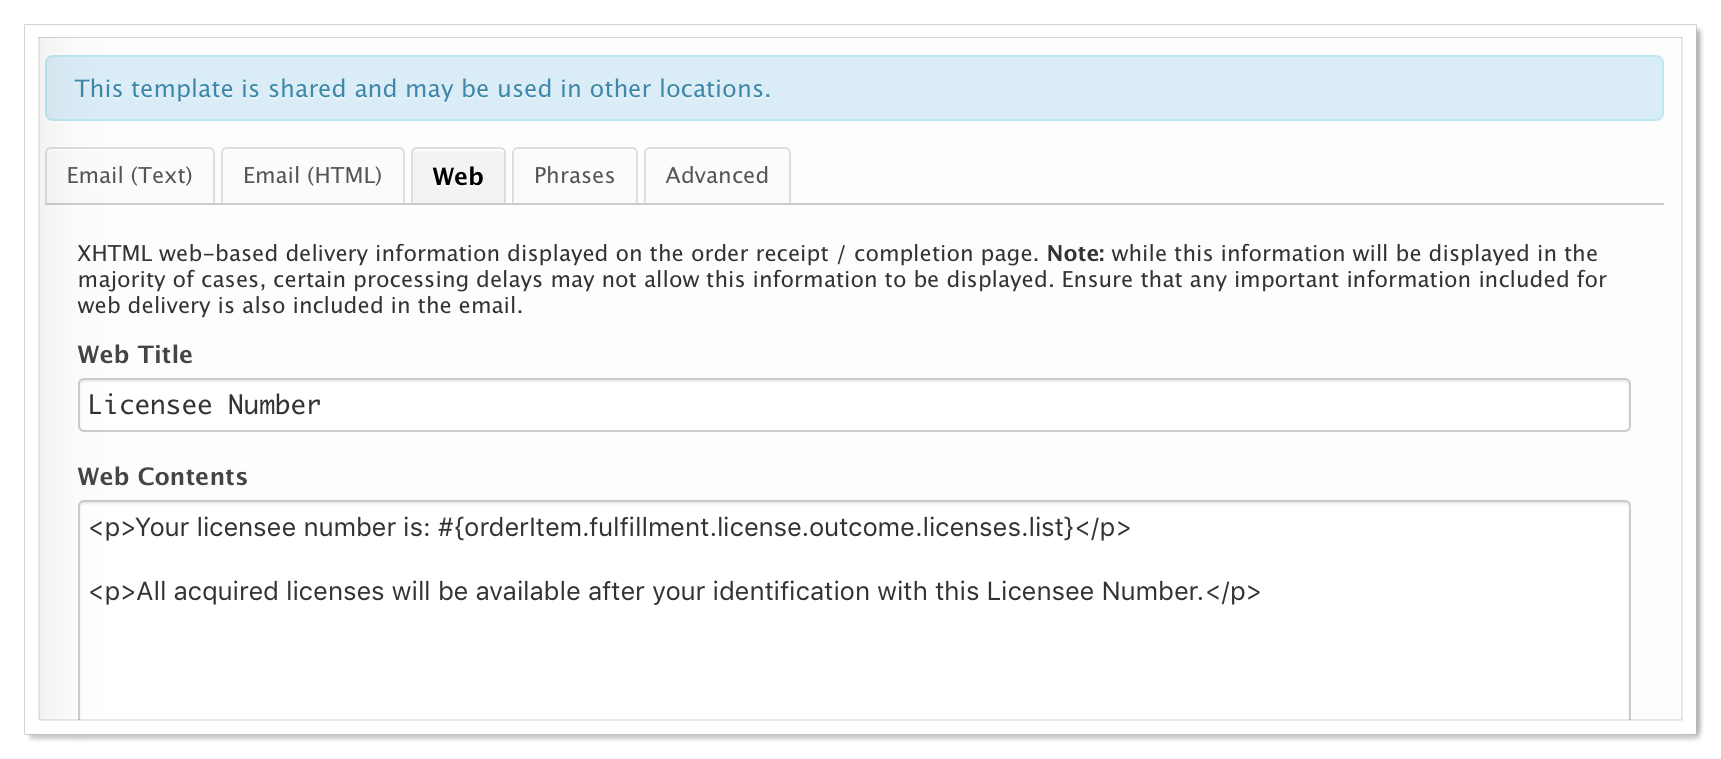 This template is shared and may be used in other locations.
Email (Text)
Email (HTML)
Web
Phrases
Advanced
XHTML web-based delivery information displayed on the order receipt / completion page. Note: while this information will be displayed in the
majority of cases, certain processing delays may not allow this information to be displayed. Ensure that any important information included for
web delivery is also included in the email.
Web Title
Licensee Number
Web Contents
<p>Your licensee number is: #{orderItem.fulfillment.license.outcome.licenses.list}</p>
<p>All acquired licenses will be available after your identification with this Licensee Number.</p>